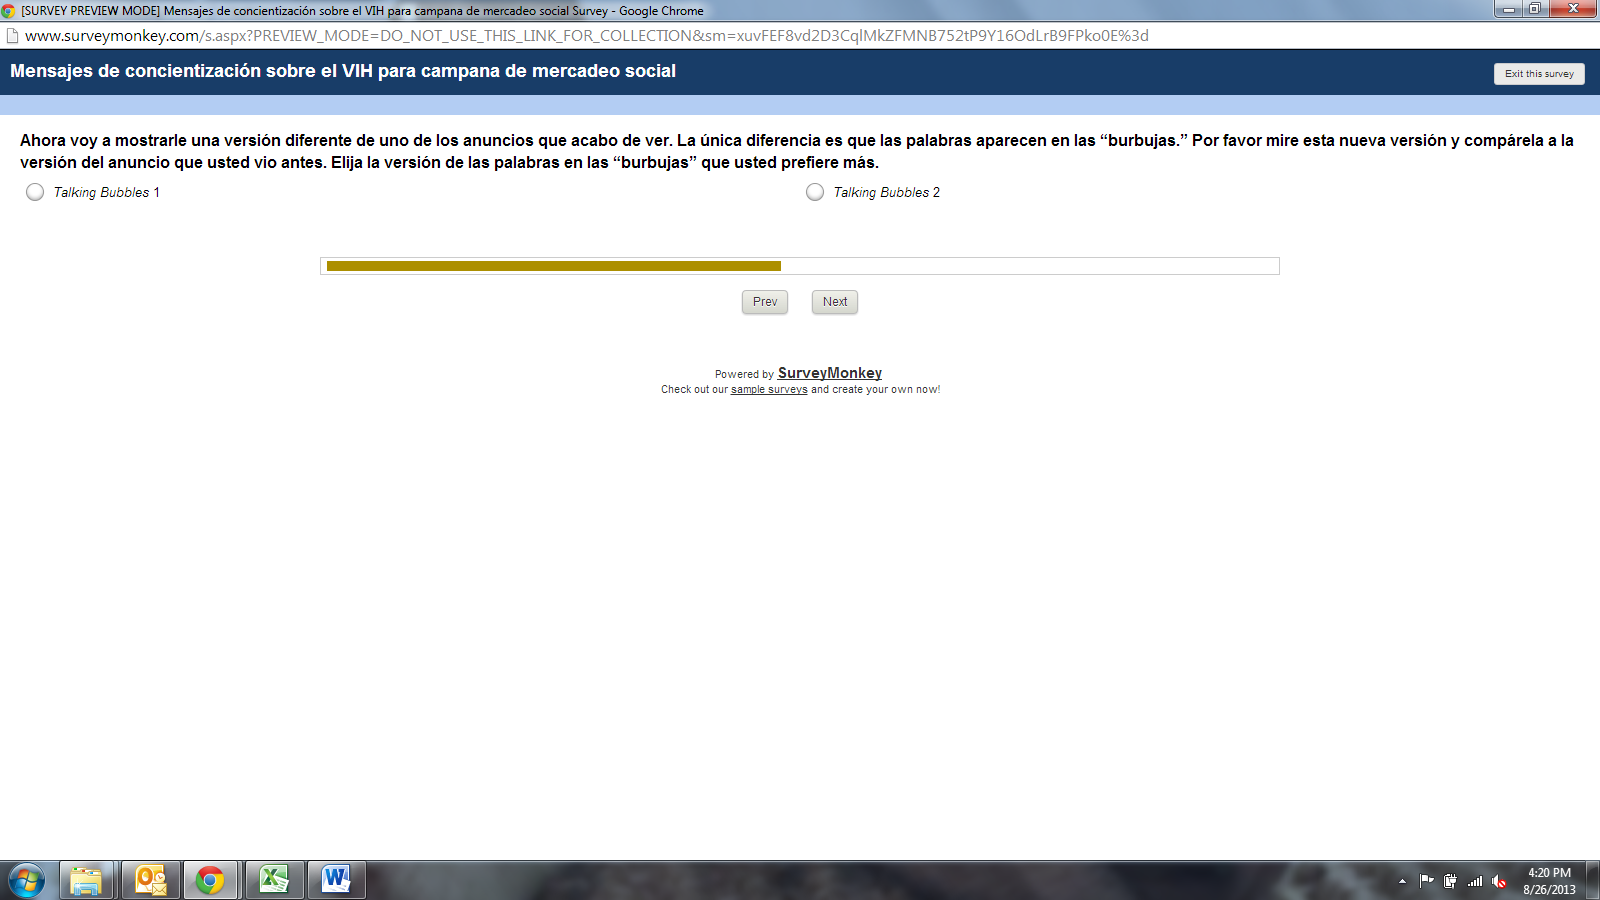 [SURVEY PREVIEW MODE] Mensajes de concientización sobre el VIH para campana de mercadeo social Survey - Google Chrome
www.surveymonkey.com/s.aspx?PREVIEW_MODE=DO_NOT_USE_THIS_LINK_FOR_COLLECTION&sm=xuvFEF8vd2D3CqlMkZFMNB752tP9Y16OdLrB9FPko0E%3d
Mensajes de concientización sobre el VIH para campana de mercadeo social
Exit this survey
Ahora voy a mostrarle una versión diferente de uno de los anuncios que acabo de ver. La única diferencia es que las palabras aparecen en las “burbujas.” Por favor mire esta nueva versión y compárela a la
versión del anuncio que usted vio antes. Elija la versión de las palabras en las “burbujas” que usted prefiere más.
Talking Bubbles 1
Talking Bubbles 2
Prev
Next
Powered by SurveyMonkey
Check out our sample surveys and create your own now!
4:20 PM
8/26/2013